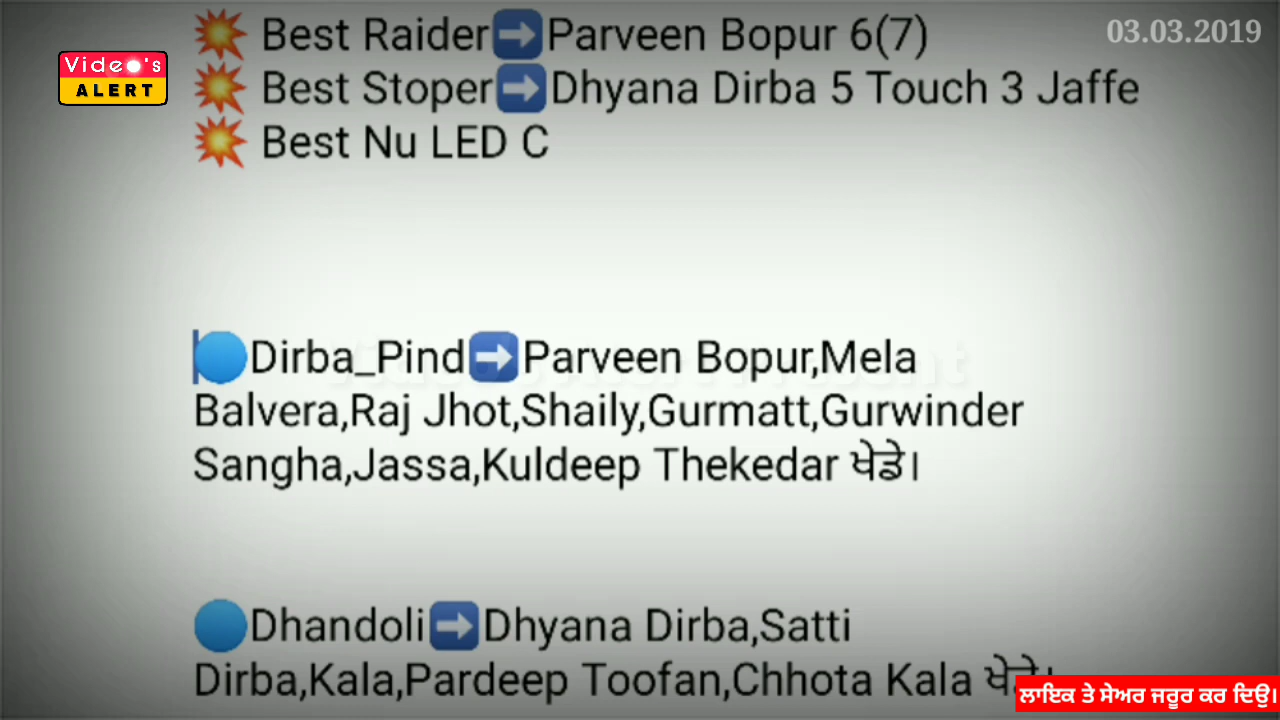 💥 Best Raider➡️Parveen Bopur 6(7)
03.03.2019
Video's
ALERT
💥 Best Stoper➡️Dhyana Dirba 5 Touch 3 Jaffe
💥 Best Nu LED C
🔵Dirba_Pind➡️Parveen Bopur,Mela
Balvera,Raj Jhot,Shaily,Gurmatt,Gurwinder
Sangha,Jassa,Kuldeep Thekedar ਖੇਡੇ।
🔵Dhandoli➡️Dhyana Dirba,Satti
Dirba,Kala,Pardeep Toofan,Chhota Kala ਖੇਡੇ।
ਲਾਇਕ ਤੇ ਸੇਅਰ ਜਰੂਰ ਕਰ ਦਿਉ।